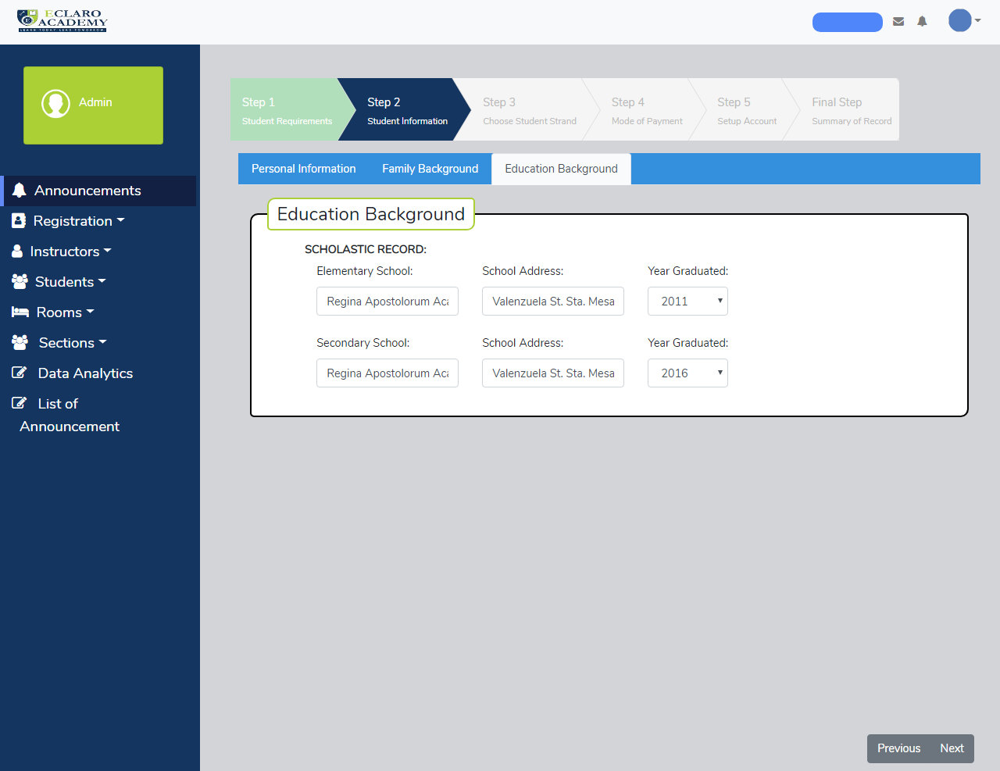 ECLARO
ACADEMY
LEARN TODAY LEAD TOMORROW.
Admin
Announcements
Registration
Instructors
Students
Rooms
Sections
Data Analytics
List of
Announcement
Step 1
Student Requirements
Step 2
Student Information
Step 3
Choose Student Strand
Step 4
Mode of Payment
Step 5
Setup Account
Final Step
Summary of Record
Personal Information Family Background Education Background
Education Background
SCHOLASTIC RECORD:
Elementary School: School Address: Year Graduated:
Regina Apostolorum Aca Valenzuela St. Sta. Mesa 2011
Secondary School: School Address: Year Graduated:
Regina Apostolorum Aca Valenzuela St. Sta. Mesa 2016
Previous Next